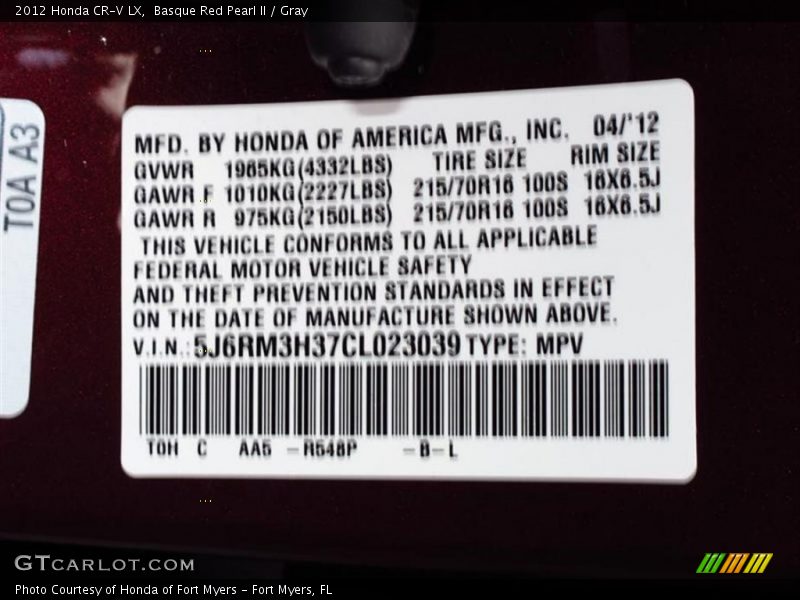 2012 Honda CR-V LX,  Basque Red Pearl II / Gray
T0A A3
MFD. BY HONDA OF AMERICA MFG., INC. 04/'12
GVWR 1965KG(4332LBS) TIRE SIZE RIM SIZE
GAWR F 1010KG(2227LBS) 215/70R16 100S 16X6.5J
GAWR R 975KG(2150LBS) 215/70R16 100S 16X6.5J
THIS VEHICLE CONFORMS TO ALL APPLICABLE
FEDERAL MOTOR VEHICLE SAFETY
AND THEFT PREVENTION STANDARDS IN EFFECT
ON THE DATE OF MANUFACTURE SHOWN ABOVE.
V.I.N.: 5J6RM3H37CL023039 TYPE: MPV
T0H C AA5 -R548P -B-L
GTCARLOT.COM
Photo Courtesy of Honda of Fort Myers - Fort Myers, FL